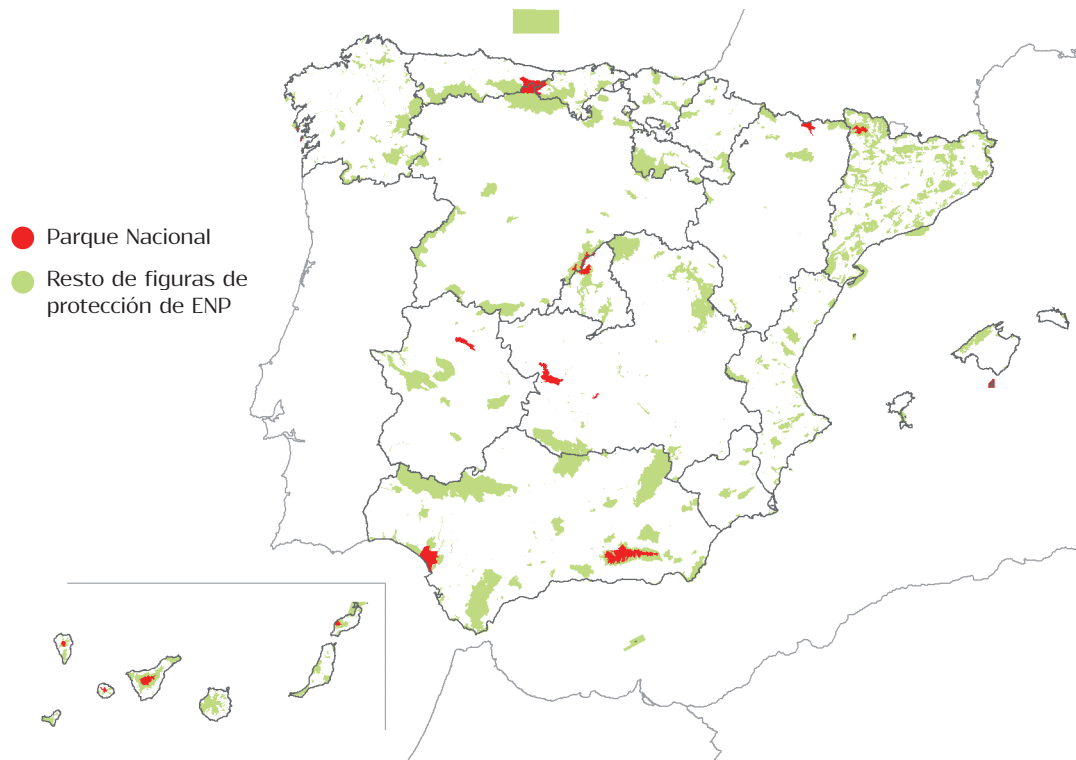 Parque Nacional
Resto de figuras de
protección de ENP